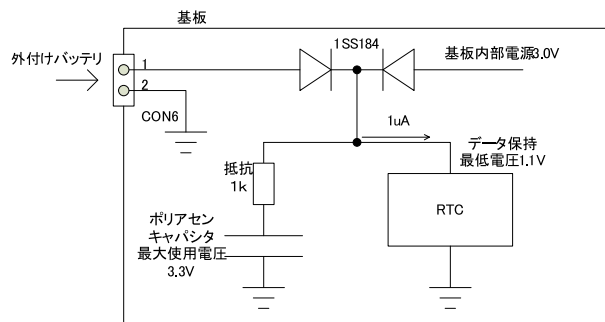 基板
外付けバッテリ
1
2
CON6
1SS184
基板内部電源3.0V
1uA
データ保持
最低電圧1.1V
抵抗
1k
ポリアセン
キャパシタ
最大使用電圧
3.3V
RTC